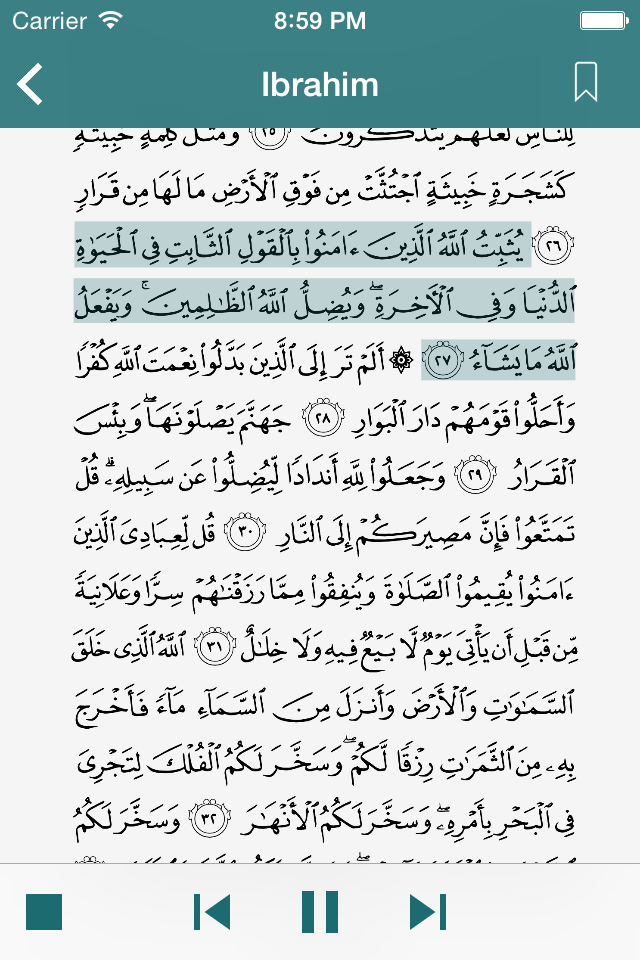 Carrier 8:59 PM
Ibrahim
لِلنَّاسِ لَعَلَّهُمْ يَتَذَكَّرُونَ ٢٥ وَمَثَلُ كَلِمَةٍ خَبِيثَةٍ
كَشَجَرَةٍ خَبِيثَةٍ ٱجْتُثَّتْ مِن فَوْقِ ٱلْأَرْضِ مَا لَهَا مِن قَرَارٍ
٢٦ يُثَبِّتُ ٱللَّهُ ٱلَّذِينَ ءَامَنُوا۟ بِٱلْقَوْلِ ٱلثَّابِتِ فِى ٱلْحَيَوٰةِ
ٱلدُّنْيَا وَفِى ٱلْءَاخِرَةِ ۖ وَيُضِلُّ ٱللَّهُ ٱلظَّـٰلِمِينَ ۚ وَيَفْعَلُ
ٱللَّهُ مَا يَشَآءُ ٢٧ ۞ أَلَمْ تَرَ إِلَى ٱلَّذِينَ بَدَّلُوا۟ نِعْمَتَ ٱللَّهِ كُفْرًا
وَأَحَلُّوا۟ قَوْمَهُمْ دَارَ ٱلْبَوَارِ ٢٨ جَهَنَّمَ يَصْلَوْنَهَا ۖ وَبِئْسَ
ٱلْقَرَارُ ٢٩ وَجَعَلُوا۟ لِلَّهِ أَندَادًا لِّيُضِلُّوا۟ عَن سَبِيلِهِۦ ۗ قُلْ
تَمَتَّعُوا۟ فَإِنَّ مَصِيرَكُمْ إِلَى ٱلنَّارِ ٣٠ قُل لِّعِبَادِىَ ٱلَّذِينَ
ءَامَنُوا۟ يُقِيمُوا۟ ٱلصَّلَوٰةَ وَيُنفِقُوا۟ مِمَّا رَزَقْنَـٰهُمْ سِرًّا وَعَلَانِيَةً
مِّن قَبْلِ أَن يَأْتِىَ يَوْمٌ لَّا بَيْعٌ فِيهِ وَلَا خِلَـٰلٌ ٣١ ٱللَّهُ ٱلَّذِى خَلَقَ
ٱلسَّمَـٰوَٰتِ وَٱلْأَرْضَ وَأَنزَلَ مِنَ ٱلسَّمَآءِ مَآءً فَأَخْرَجَ
بِهِۦ مِنَ ٱلثَّمَرَٰتِ رِزْقًا لَّكُمْ ۖ وَسَخَّرَ لَكُمُ ٱلْفُلْكَ لِتَجْرِىَ
فِى ٱلْبَحْرِ بِأَمْرِهِۦ ۖ وَسَخَّرَ لَكُمُ ٱلْأَنْهَـٰرَ ٣٢ وَسَخَّرَ لَكُمُ